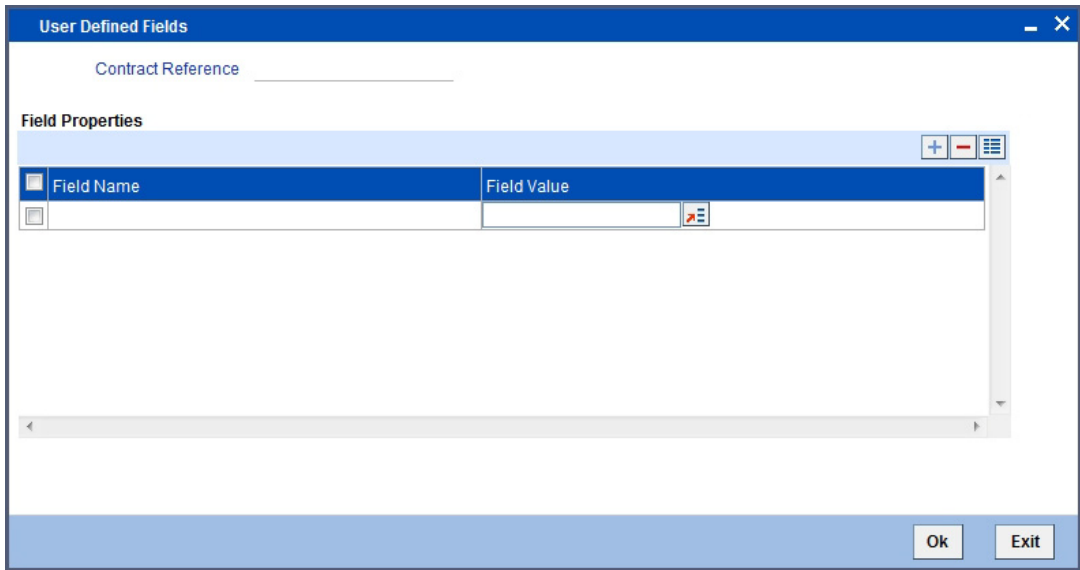 User Defined Fields
Contract Reference
Field Properties
Field Name Field Value
Ok Exit